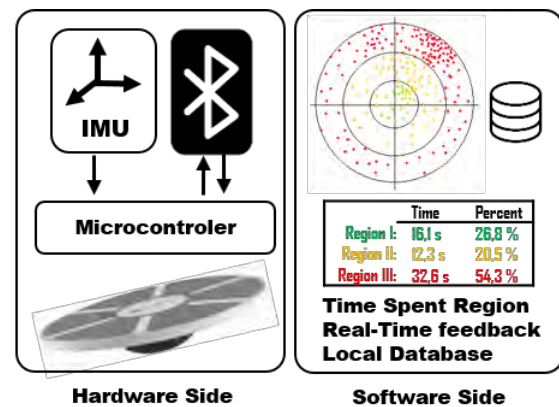 IMU
Microcontroler
Hardware Side
Time Percent
Region I: 16,1 s 26,8 %
Region II: 12,3 s 20,5 %
Region III: 32,6 s 54,3 %
Time Spent Region
Real-Time feedback
Local Database
Software Side